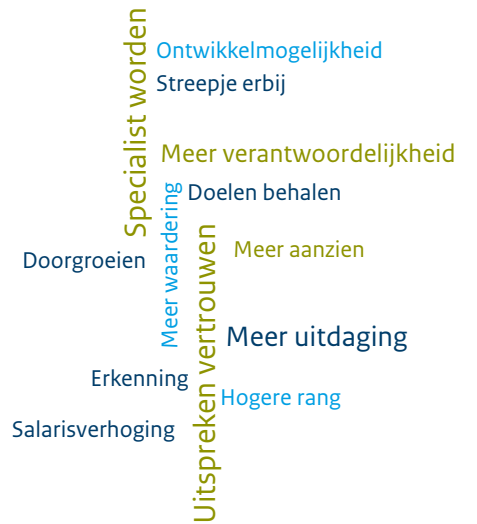 Specialist worden
Ontwikkelmogelijkheid
Streepje erbij
Meer verantwoordelijkheid
Meer waardering
Doelen behalen
Uitspreken vertrouwen
Meer aanzien
Doorgroeien
Meer uitdaging
Erkenning
Hogere rang
Salarisverhoging